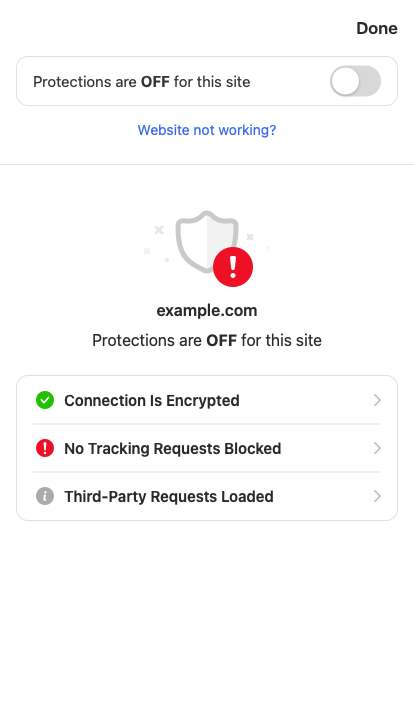 Done
Protections are OFF for this site
Website not working?
example.com
Protections are OFF for this site
Connection Is Encrypted
No Tracking Requests Blocked
Third-Party Requests Loaded